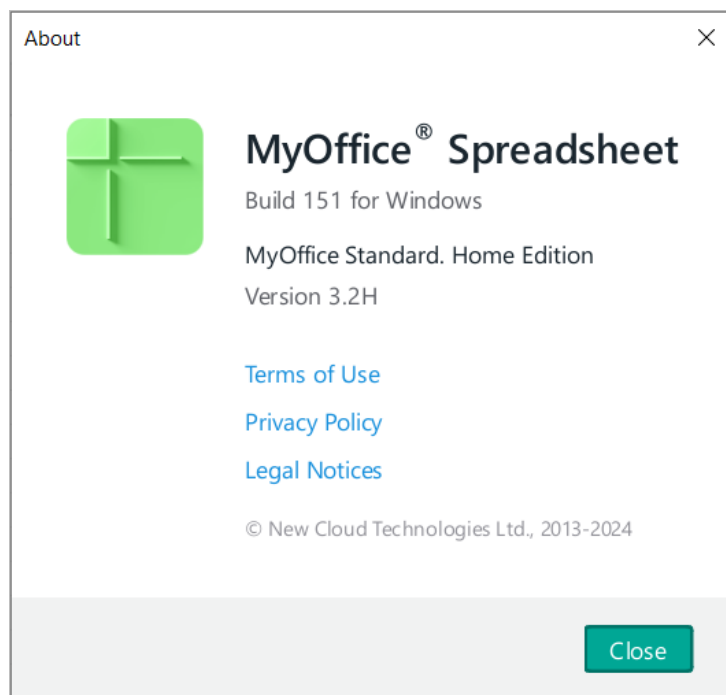 About
MyOffice® Spreadsheet
Build 151 for Windows
MyOffice Standard. Home Edition
Version 3.2H
Terms of Use
Privacy Policy
Legal Notices
© New Cloud Technologies Ltd., 2013-2024
Close